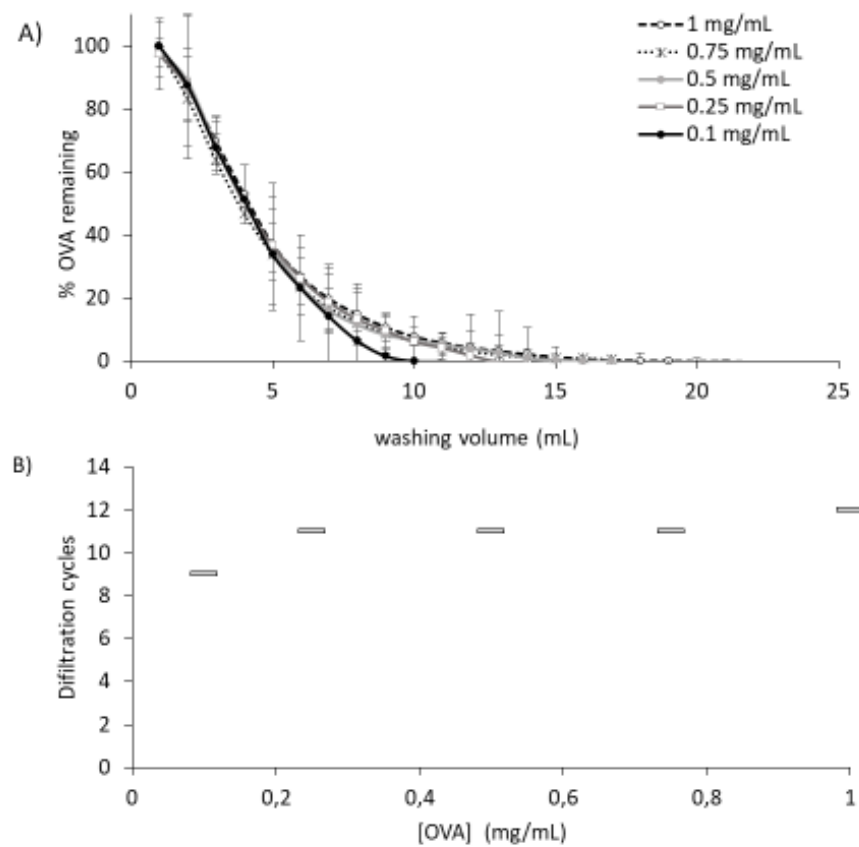 A)
1 mg/mL
0.75 mg/mL
0.5 mg/mL
0.25 mg/mL
0.1 mg/mL
% OVA remaining
100
80
60
40
20
0
0 5 10 15 20 25
washing volume (mL)
B)
Difiltration cycles
14
12
10
8
6
4
2
0
0 0,2 0,4 0,6 0,8 1
[OVA] (mg/mL)